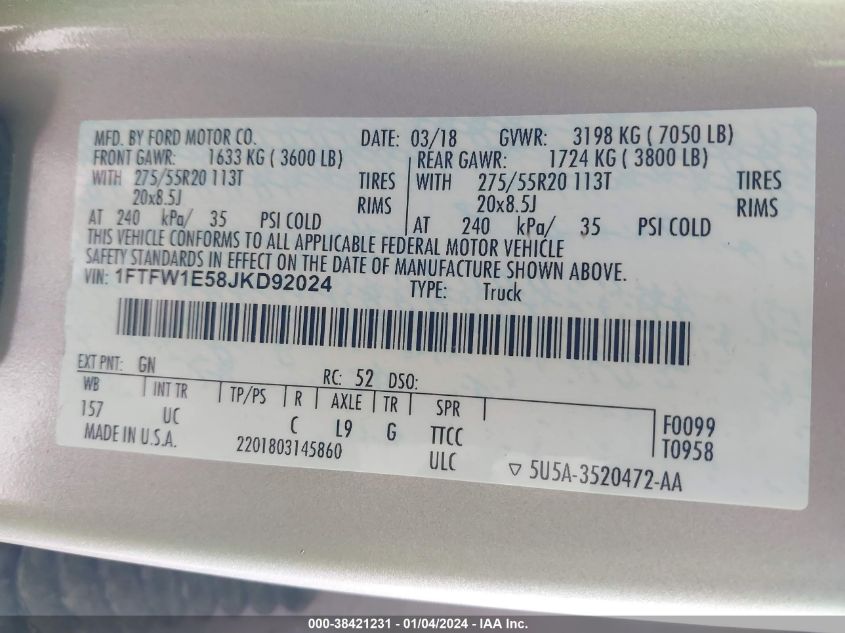 MFD. BY FORD MOTOR CO. DATE: 03/18 GVWR: 3198 KG ( 7050 LB)
FRONT GAWR: 1633 KG ( 3600 LB) REAR GAWR: 1724 KG ( 3800 LB)
WITH 275/55R20 113T TIRES WITH 275/55R20 113T TIRES
20x8.5J RIMS 20x8.5J RIMS
AT 240 kPa/ 35 PSI COLD AT 240 kPa/ 35 PSI COLD
THIS VEHICLE CONFORMS TO ALL APPLICABLE FEDERAL MOTOR VEHICLE
SAFETY STANDARDS IN EFFECT ON THE DATE OF MANUFACTURE SHOWN ABOVE.
VIN: 1FTFW1E58JKD92024 TYPE: Truck
EXT PNT: GN RC: 52 DSO:
WB INT TR TP/PS R AXLE TR SPR
157 UC C L9 G TTCC F0099
MADE IN U.S.A. 2201803145860 ULC T0958
5U5A-3520472-AA
000-38421231 - 01/04/2024 - IAA Inc.